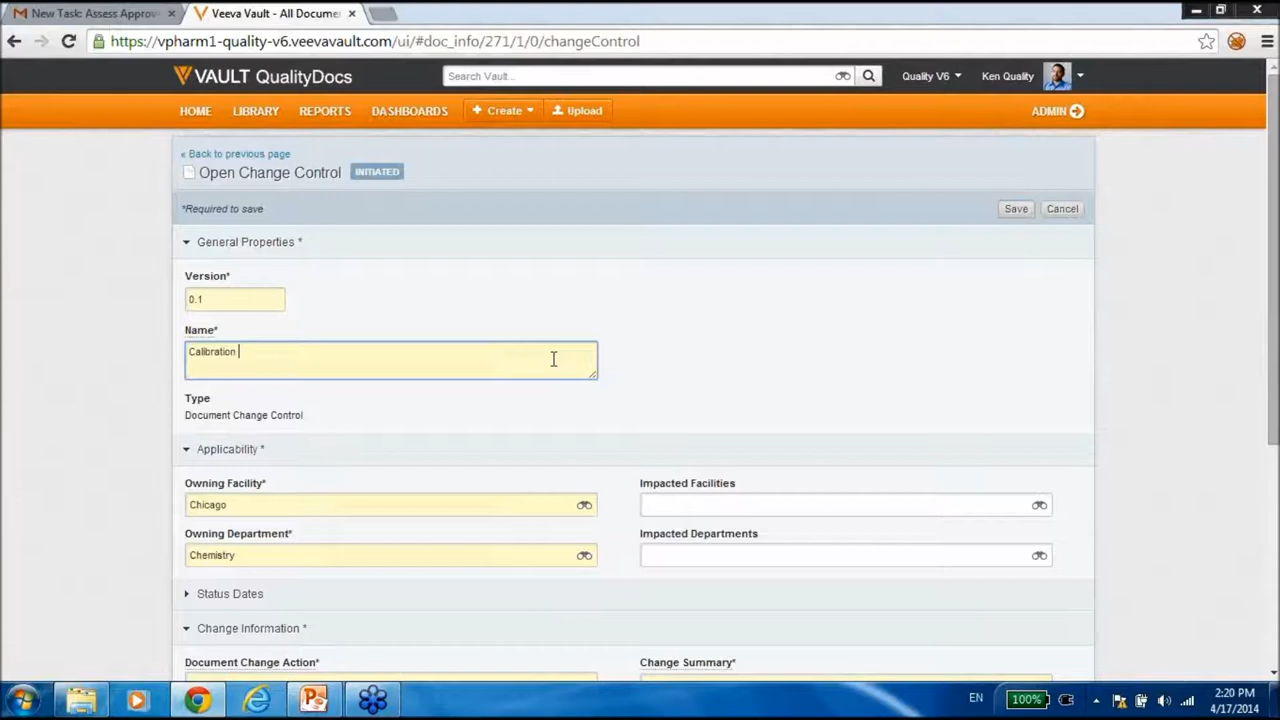 New Task: Assess Approv
Veeva Vault - All Docume
https://vpharm1-quality-v6.veevavault.com/ui/#doc_info/271/1/0/changeControl
VAULT QualityDocs
Search Vault...
Quality V6
Ken Quality
HOME
LIBRARY
REPORTS
DASHBOARDS
+ Create
Upload
ADMIN
« Back to previous page
Open Change Control
INITIATED
*Required to save
Save
Cancel
General Properties *
Version*
0.1
Name*
Calibration
Type
Document Change Control
Applicability *
Owning Facility*
Impacted Facilities
Chicago
Owning Department*
Impacted Departments
Chemistry
Status Dates
Change Information *
Document Change Action*
Change Summary*
EN
100%
2:20 PM
4/17/2014